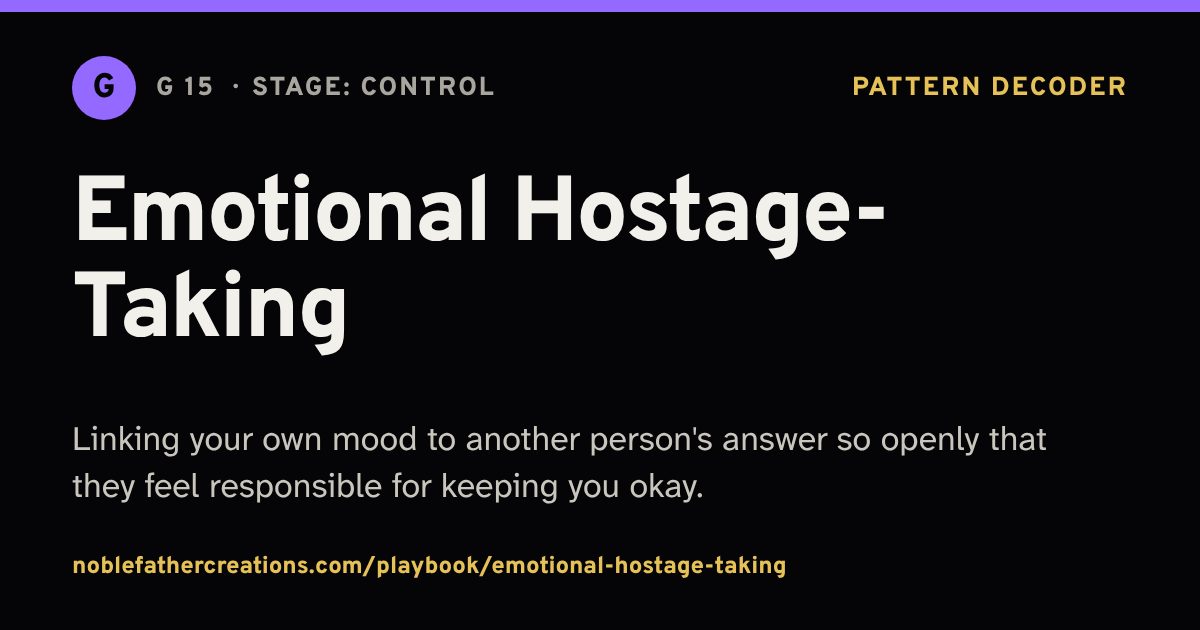 G
G 15 · STAGE: CONTROL
PATTERN DECODER
Emotional Hostage-
Taking
Linking your own mood to another person's answer so openly that
they feel responsible for keeping you okay.
noblefathercreations.com/playbook/emotional-hostage-taking